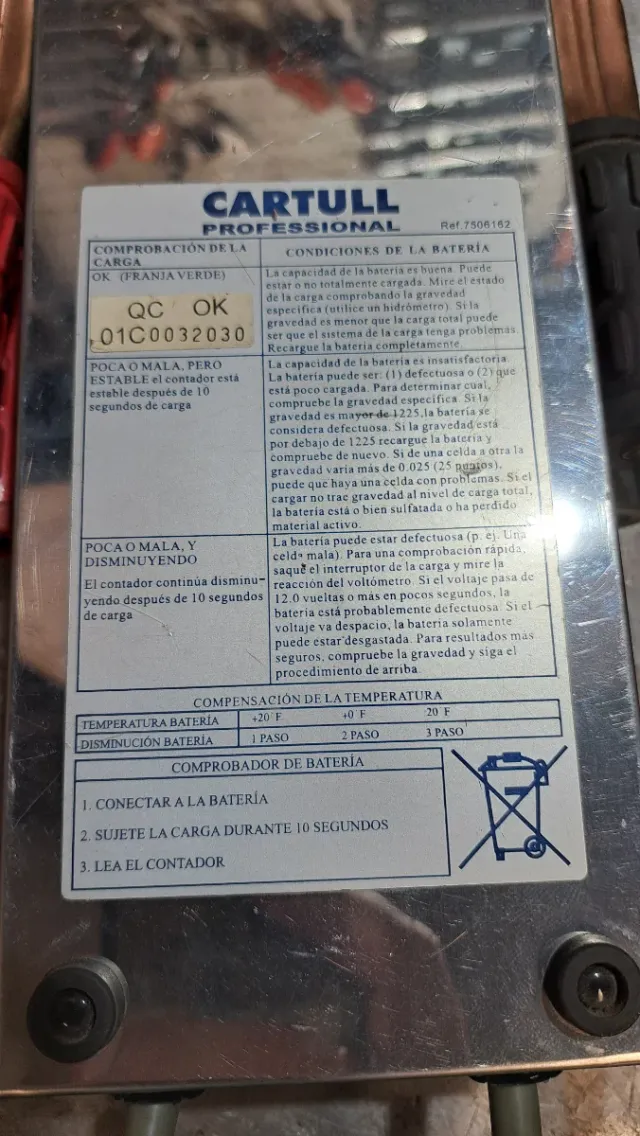 CARTULL
PROFESSIONAL
Ref.7506162
COMPROBACIÓN DE LA
CARGA
CONDICIONES DE LA BATERÍA
OK (FRANJA VERDE)
QC OK
01C0032030
La capacidad de la batería es buena. Puede
estar o no totalmente cargada. Mire el estado
de la carga comprobando la gravedad
especifica (utilice un hidrómetro). Si la
gravedad es menor que la carga total puede
ser que el sistema de la carga tenga problemas.
Recargue la batería completamente.
POCA O MALA, PERO
ESTABLE el contador está
estable después de 10
segundos de carga
La capacidad de la batería es insatisfactoria.
La batería puede ser: (1) defectuosa o (2) que
está poco cargada. Para determinar cual,
compruebe la gravedad específica. Si la
gravedad es mayor de 1225,la batería se
considera defectuosa. Si la gravedad está
por debajo de 1225 recargue la batería y
compruebe de nuevo. Si de una celda a otra la
gravedad varía más de 0.025 (25 puntos),
puede que haya una celda con problemas. Si el
cargar no trae gravedad al nivel de carga total,
la batería está o bien sulfatada o ha perdido
material activo.
POCA O MALA, Y
DISMINUYENDO
El contador continúa disminu-
yendo después de 10 segundos
de carga
La batería puede estar defectuosa (p. ej. Una
celda mala). Para una comprobación rápida,
saque el interruptor de la carga y mire la
reacción del voltómetro. Si el voltaje pasa de
12.0 vueltas o más en pocos segundos, la
batería está probablemente defectuosa. Si el
voltaje va despacio, la batería solamente
puede estar desgastada. Para resultados más
seguros, compruebe la gravedad y siga el
procedimiento de arriba.
COMPENSACIÓN DE LA TEMPERATURA
TEMPERATURA BATERÍA +20°F +0°F 20°F
DISMINUCIÓN BATERÍA 1 PASO 2 PASO 3 PASO
COMPROBADOR DE BATERÍA
1. CONECTAR A LA BATERÍA
2. SUJETE LA CARGA DURANTE 10 SEGUNDOS
3. LEA EL CONTADOR